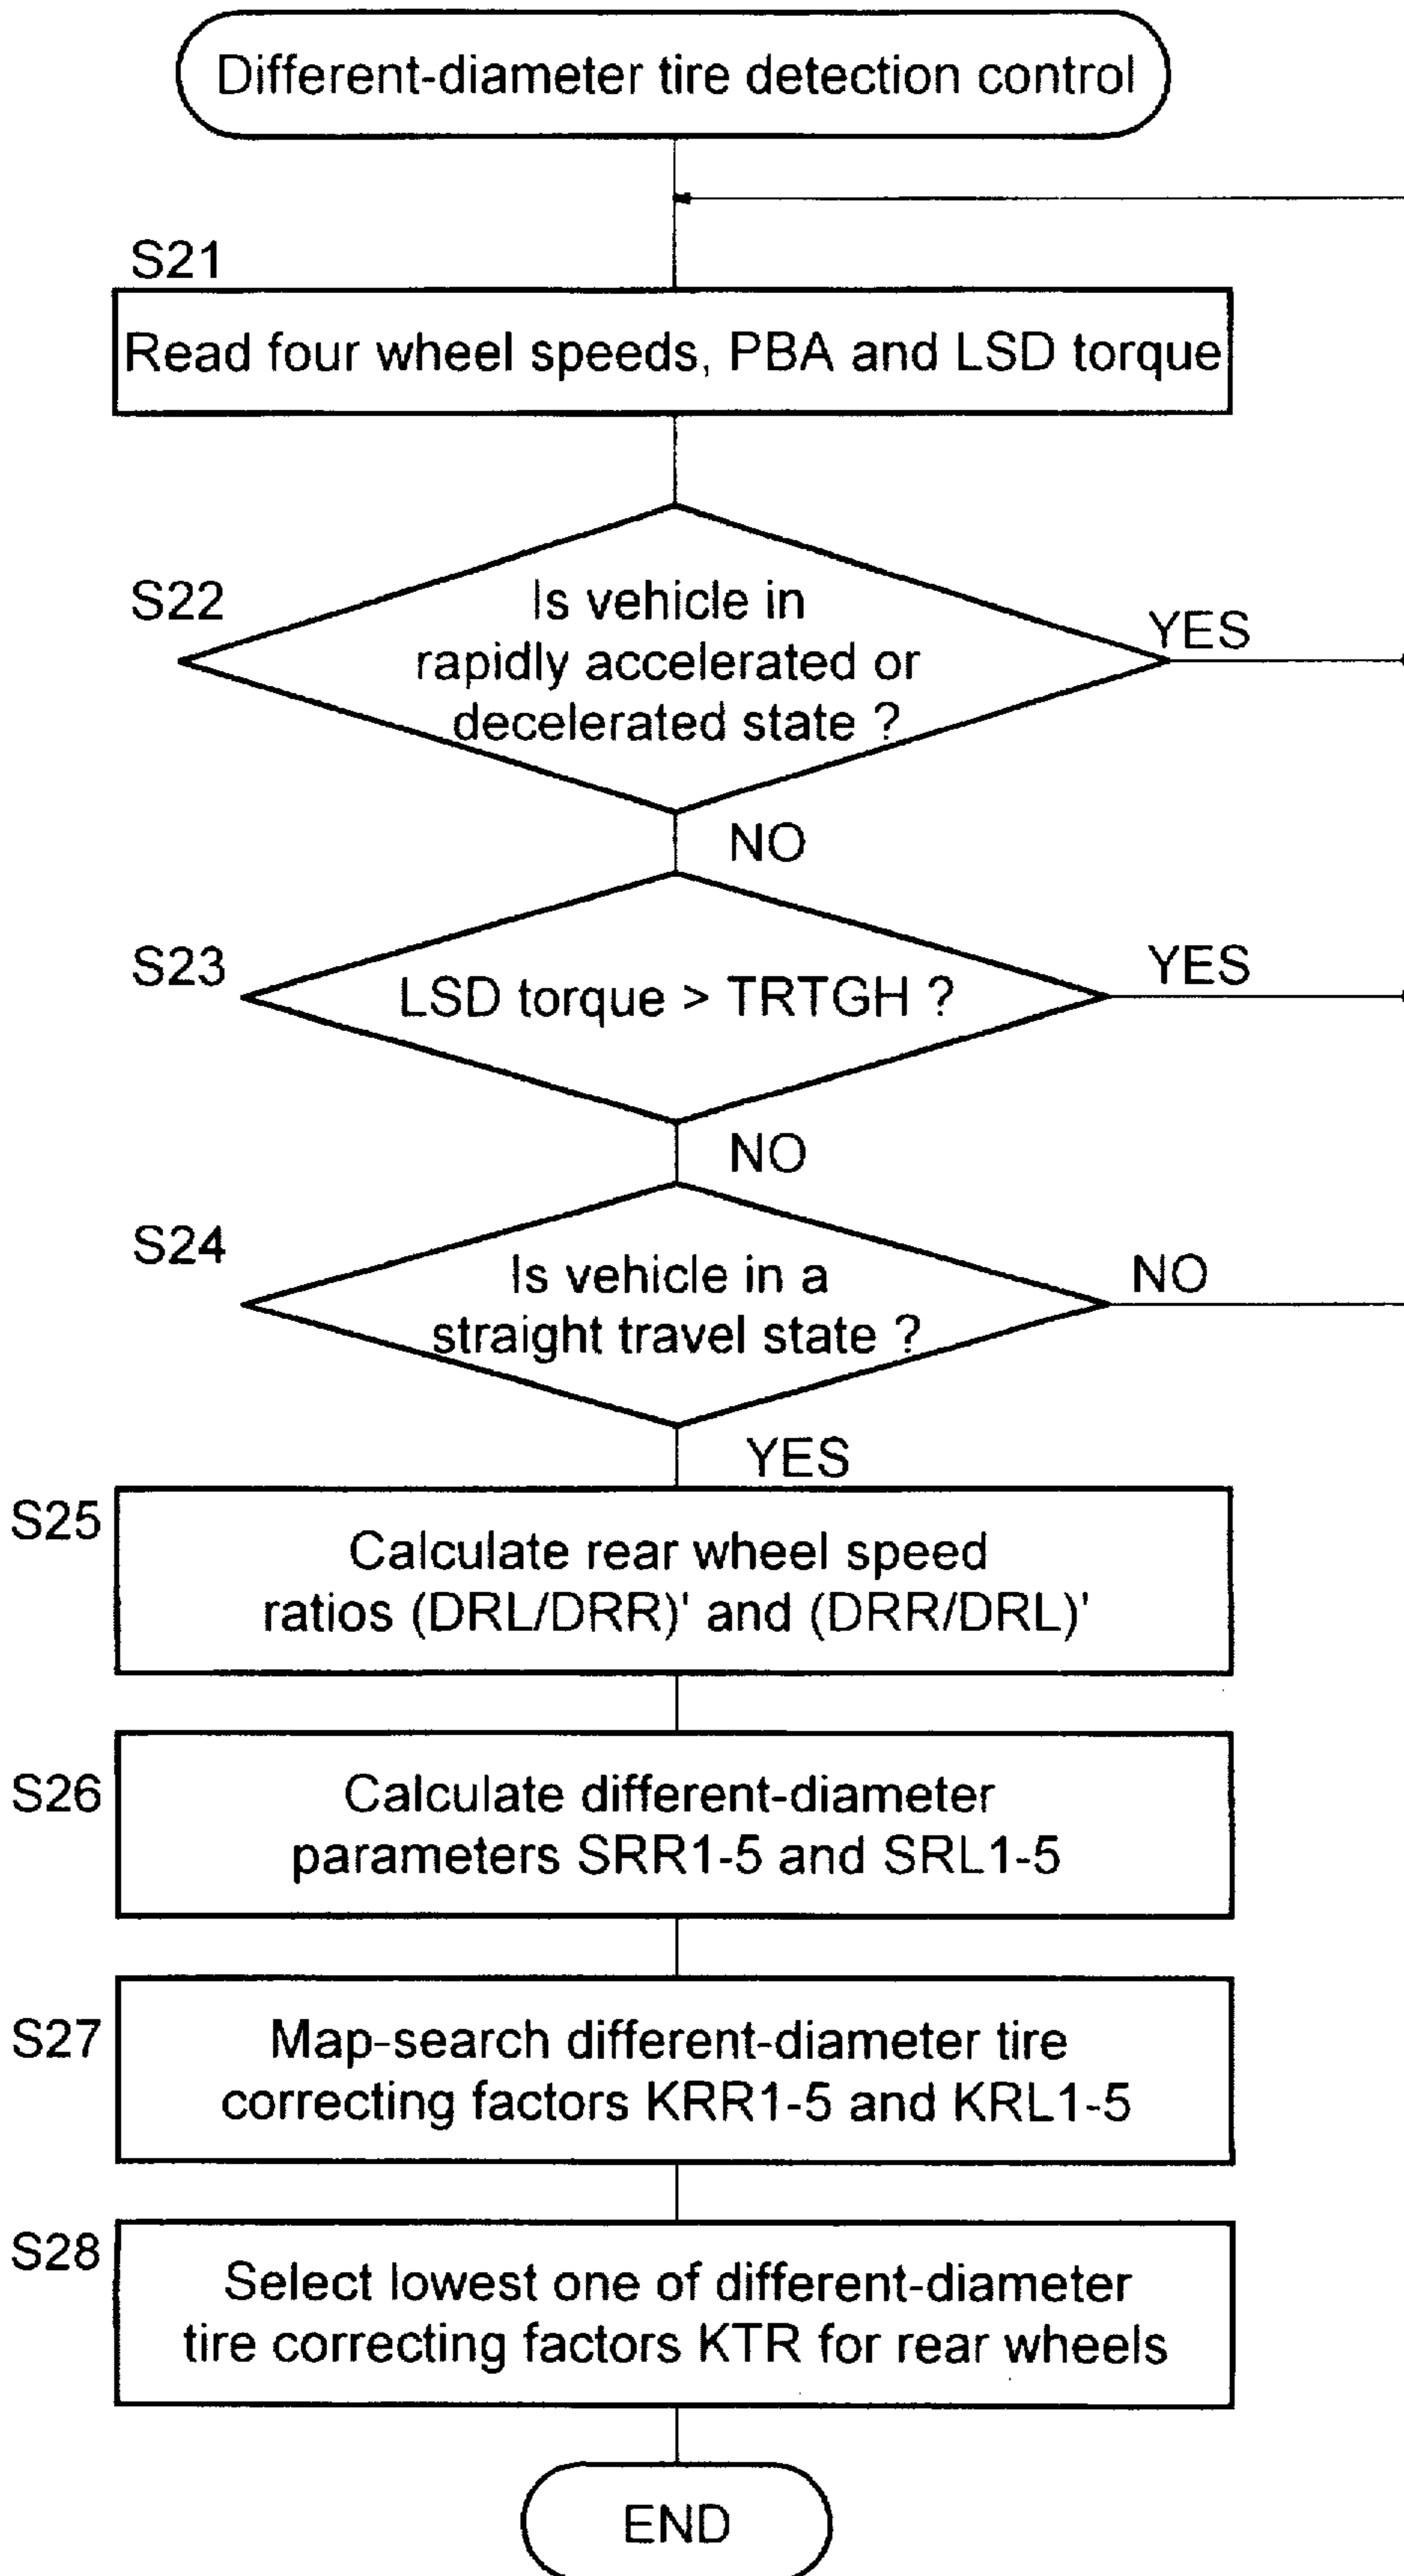 Different-diameter tire detection control
S21
Read four wheel speeds, PBA and LSD torque
S22
Is vehicle in
rapidly accelerated or
decelerated state ?
YES
NO
S23
LSD torque > TRTGH ?
YES
NO
S24
Is vehicle in a
straight travel state ?
NO
YES
S25
Calculate rear wheel speed
ratios (DRL/DRR)' and (DRR/DRL)'
S26
Calculate different-diameter
parameters SRR1-5 and SRL1-5
S27
Map-search different-diameter tire
correcting factors KRR1-5 and KRL1-5
S28
Select lowest one of different-diameter
tire correcting factors KTR for rear wheels
END